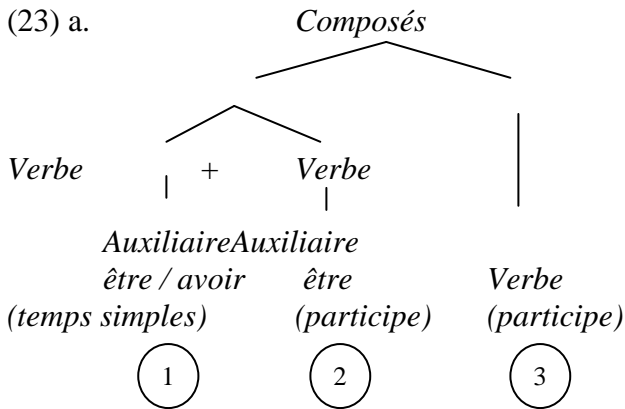 (23) a. Composés
Verbe + Verbe
AuxiliaireAuxiliaire
être / avoir être Verbe
(temps simples) (participe) (participe)
1 2 3